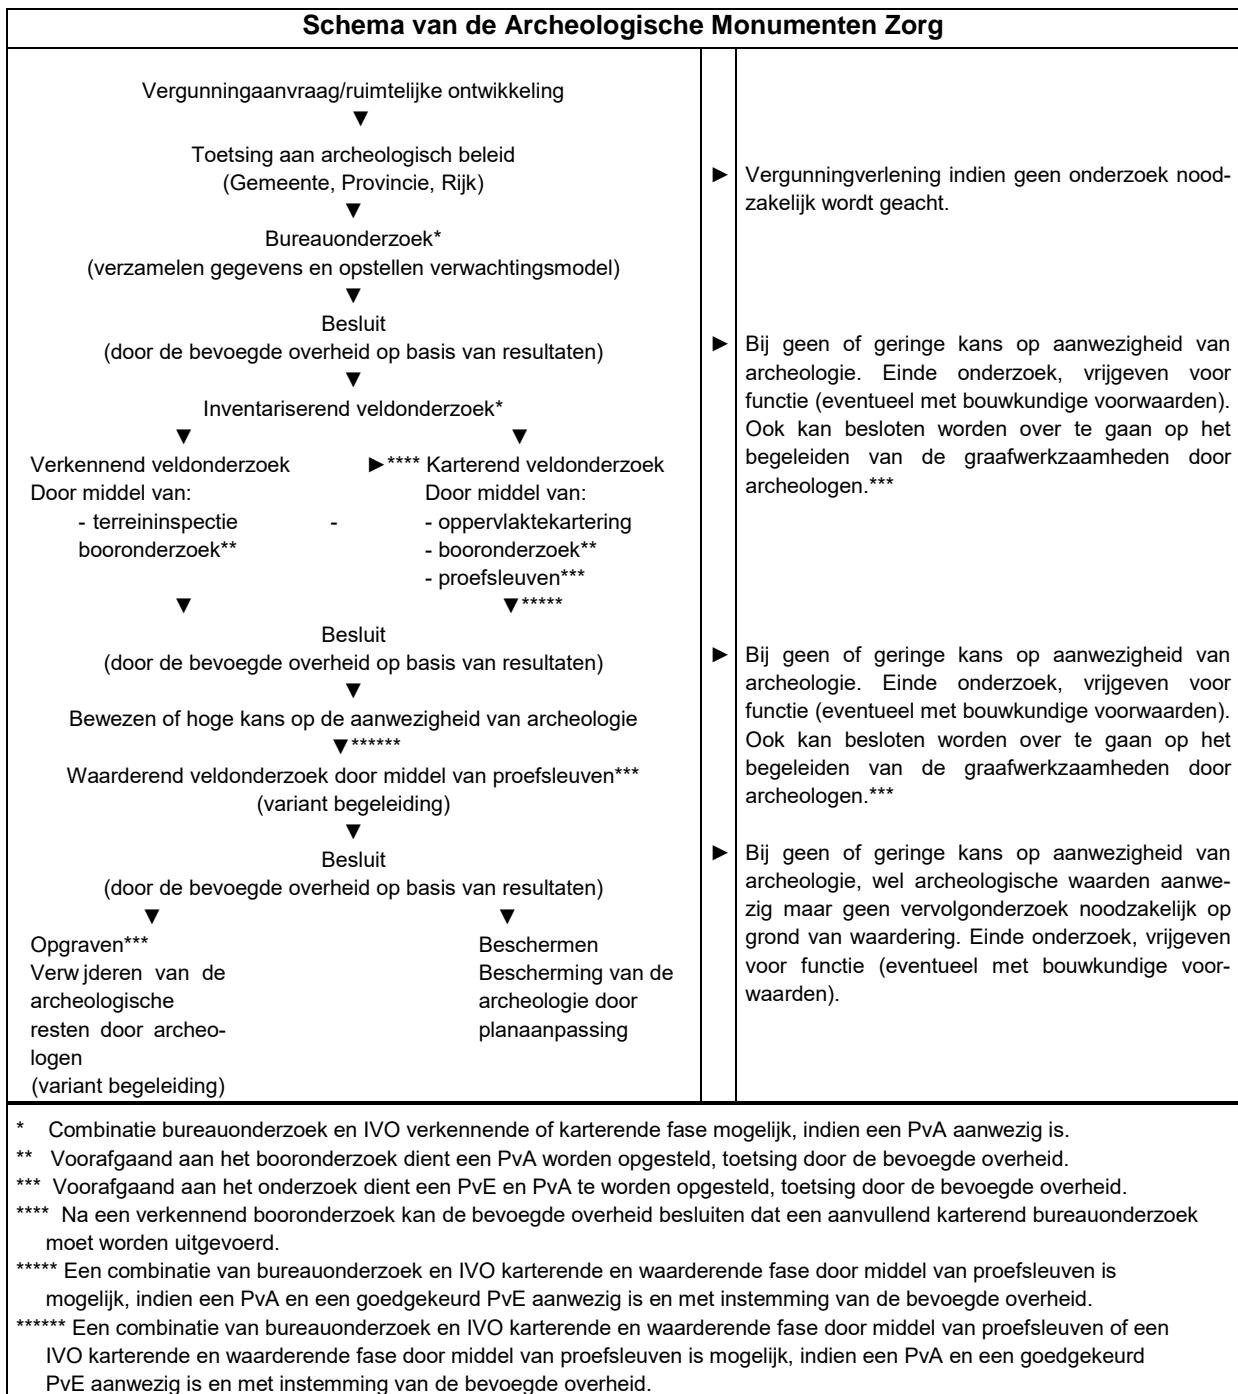 Schema van de Archeologische Monumenten Zorg
Vergunningaanvraag/ruimtelijke ontwikkeling
▼
Toetsing aan archeologisch beleid
(Gemeente, Provincie, Rijk)
▼
Bureauonderzoek*
(verzamelen gegevens en opstellen verwachtingsmodel)
▼
Besluit
(door de bevoegde overheid op basis van resultaten)
▼
Inventariserend veldonderzoek*
▼ ▼
Verkennend veldonderzoek ►**** Karterend veldonderzoek
Door middel van: Door middel van:
- terreininspectie - - oppervlaktekartering
booronderzoek** - booronderzoek**
- proefsleuven***
▼ ▼*****
Besluit
(door de bevoegde overheid op basis van resultaten)
▼
Bewezen of hoge kans op de aanwezigheid van archeologie
▼******
Waarderend veldonderzoek door middel van proefsleuven***
(variant begeleiding)
▼
Besluit
(door de bevoegde overheid op basis van resultaten)
▼ ▼
Opgraven*** Beschermen
Verw jderen van de Bescherming van de
archeologische archeologie door
resten door archeo- planaanpassing
logen
(variant begeleiding)
► Vergunningverlening indien geen onderzoek nood-
zakelijk wordt geacht.
► Bij geen of geringe kans op aanwezigheid van
archeologie. Einde onderzoek, vrijgeven voor
functie (eventueel met bouwkundige voorwaarden).
Ook kan besloten worden over te gaan op het
begeleiden van de graafwerkzaamheden door
archeologen.***
► Bij geen of geringe kans op aanwezigheid van
archeologie. Einde onderzoek, vrijgeven voor
functie (eventueel met bouwkundige voorwaarden).
Ook kan besloten worden over te gaan op het
begeleiden van de graafwerkzaamheden door
archeologen.***
► Bij geen of geringe kans op aanwezigheid van
archeologie, wel archeologische waarden aanwe-
zig maar geen vervolgonderzoek noodzakelijk op
grond van waardering. Einde onderzoek, vrijgeven
voor functie (eventueel met bouwkundige voor-
waarden).
* Combinatie bureauonderzoek en IVO verkennende of karterende fase mogelijk, indien een PvA aanwezig is.
** Voorafgaand aan het booronderzoek dient een PvA worden opgesteld, toetsing door de bevoegde overheid.
*** Voorafgaand aan het onderzoek dient een PvE en PvA te worden opgesteld, toetsing door de bevoegde overheid.
**** Na een verkennend booronderzoek kan de bevoegde overheid besluiten dat een aanvullend karterend bureauonderzoek
moet worden uitgevoerd.
***** Een combinatie van bureauonderzoek en IVO karterende en waarderende fase door middel van proefsleuven is
mogelijk, indien een PvA en een goedgekeurd PvE aanwezig is en met instemming van de bevoegde overheid.
****** Een combinatie van bureauonderzoek en IVO karterende en waarderende fase door middel van proefsleuven of een
IVO karterende en waarderende fase door middel van proefsleuven is mogelijk, indien een PvA en een goedgekeurd
PvE aanwezig is en met instemming van de bevoegde overheid.